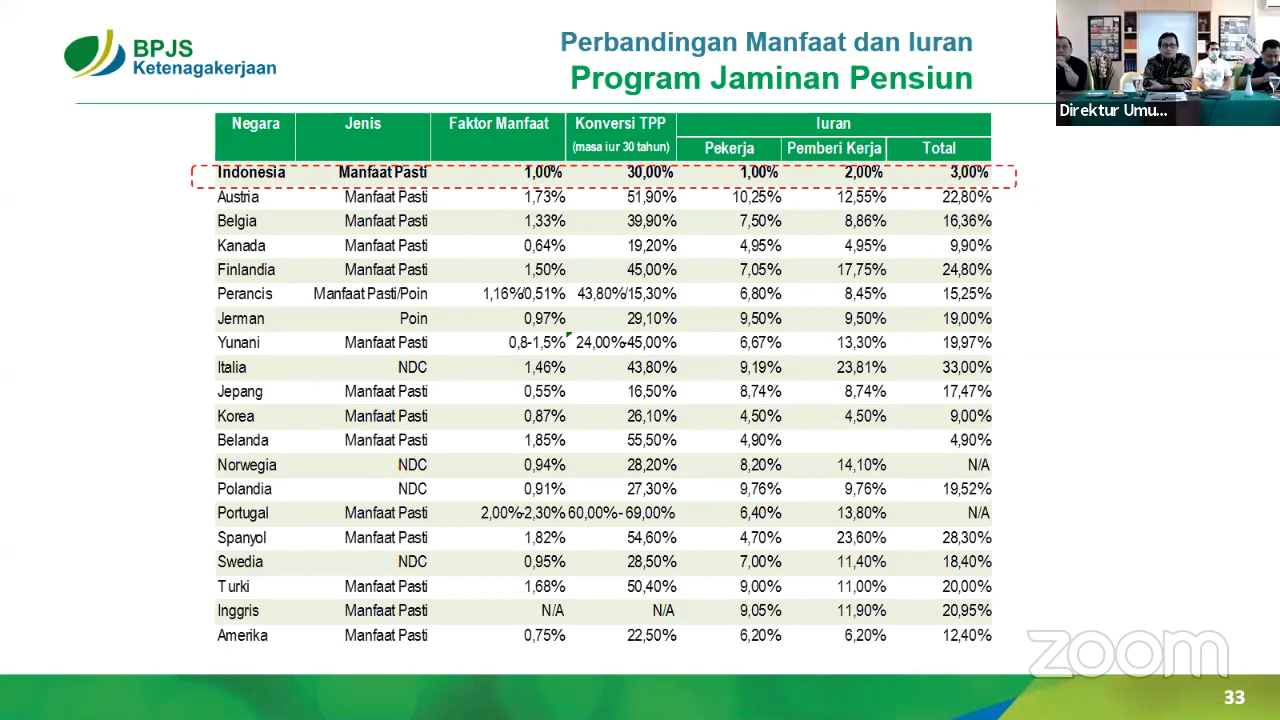 BPJS
Ketenagakerjaan
Perbandingan Manfaat dan Iuran
Program Jaminan Pensiun
Direktur Umu...
Negara Jenis Faktor Manfaat Konversi TPP Iuran
(masa iur 30 tahun) Pekerja Pemberi Kerja Total
Indonesia Manfaat Pasti 1,00% 30,00% 1,00% 2,00% 3,00%
Austria Manfaat Pasti 1,73% 51,90% 10,25% 12,55% 22,80%
Belgia Manfaat Pasti 1,33% 39,90% 7,50% 8,86% 16,36%
Kanada Manfaat Pasti 0,64% 19,20% 4,95% 4,95% 9,90%
Finlandia Manfaat Pasti 1,50% 45,00% 7,05% 17,75% 24,80%
Perancis Manfaat Pasti/Poin 1,16%/0,51% 43,80%/15,30% 6,80% 8,45% 15,25%
Jerman Poin 0,97% 29,10% 9,50% 9,50% 19,00%
Yunani Manfaat Pasti 0,8-1,5% 24,00%-45,00% 6,67% 13,30% 19,97%
Italia NDC 1,46% 43,80% 9,19% 23,81% 33,00%
Jepang Manfaat Pasti 0,55% 16,50% 8,74% 8,74% 17,47%
Korea Manfaat Pasti 0,87% 26,10% 4,50% 4,50% 9,00%
Belanda Manfaat Pasti 1,85% 55,50% 4,90% 4,90%
Norwegia NDC 0,94% 28,20% 8,20% 14,10% N/A
Polandia NDC 0,91% 27,30% 9,76% 9,76% 19,52%
Portugal Manfaat Pasti 2,00%-2,30% 60,00% - 69,00% 6,40% 13,80% N/A
Spanyol Manfaat Pasti 1,82% 54,60% 4,70% 23,60% 28,30%
Swedia NDC 0,95% 28,50% 7,00% 11,40% 18,40%
Turki Manfaat Pasti 1,68% 50,40% 9,00% 11,00% 20,00%
Inggris Manfaat Pasti N/A N/A 9,05% 11,90% 20,95%
Amerika Manfaat Pasti 0,75% 22,50% 6,20% 6,20% 12,40%
zoom
33